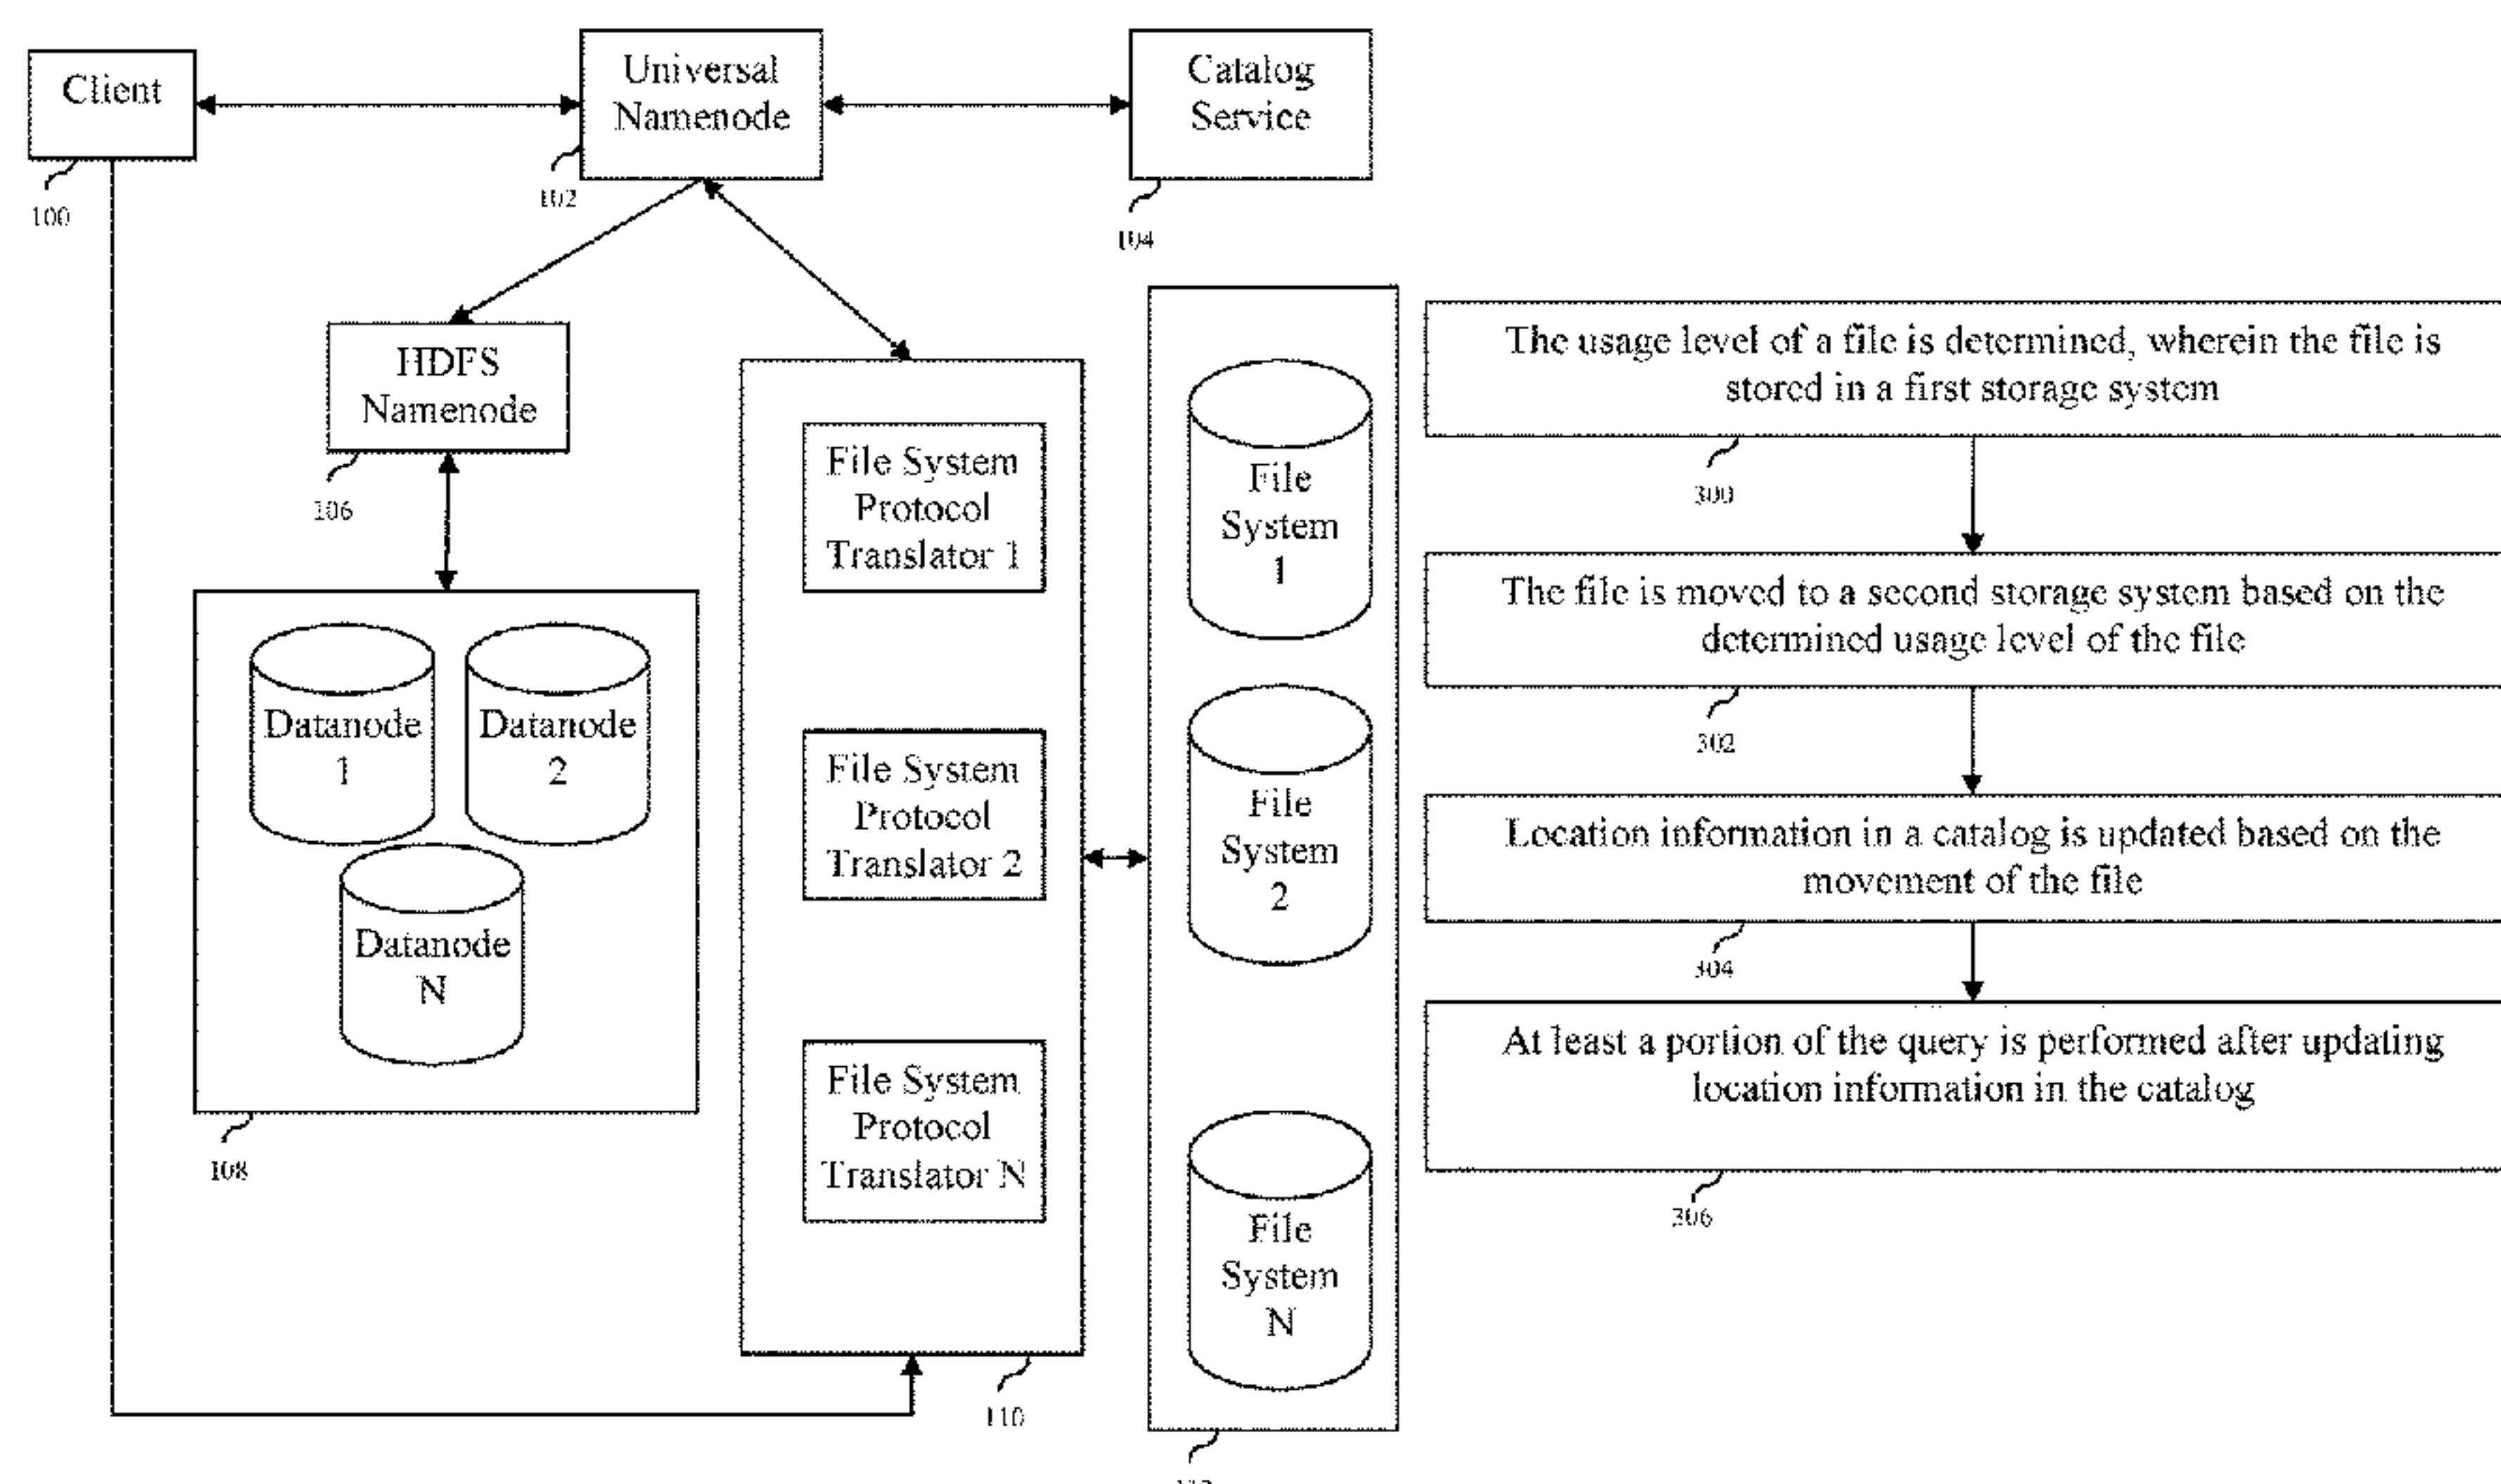 Client
100
Universal
Namenode
102
Catalog
Service
104
HDFS
Namenode
106
Datanode
1
Datanode
2
Datanode
N
108
File System
Protocol
Translator 1
File System
Protocol
Translator 2
File System
Protocol
Translator N
110
File
System
1
File
System
2
File
System
N
The usage level of a file is determined, wherein the file is
stored in a first storage system
300
The file is moved to a second storage system based on the
determined usage level of the file
302
Location information in a catalog is updated based on the
movement of the file
304
At least a portion of the query is performed after updating
location information in the catalog
306